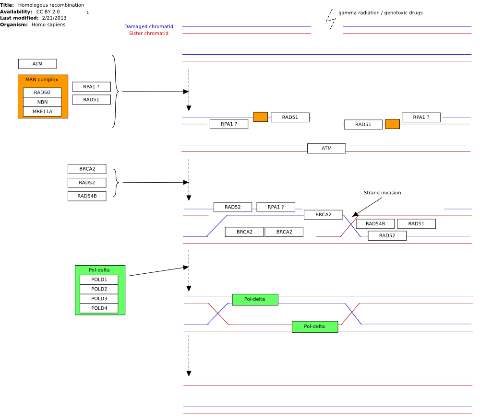 Title: Homologous recombination
Availability: CC BY 2.0
Last modified: 2/21/2013
Organism: Homo sapiens
gamma radiation / genotoxic drugs
Damaged chromatid
Sister chromatid
ATM
MRN complex
RAD50
NBN
MRE11A
RPA1 ?
RAD51
RPA1 ?
RAD51
RAD51
RPA1 ?
ATM
BRCA2
RAD52
RAD54B
Strand invasion
RAD52
RPA1 ?
BRCA2
BRCA2
BRCA2
RAD54B
RAD51
RAD52
Pol-delta
POLD1
POLD2
POLD3
POLD4
Pol-delta
Pol-delta